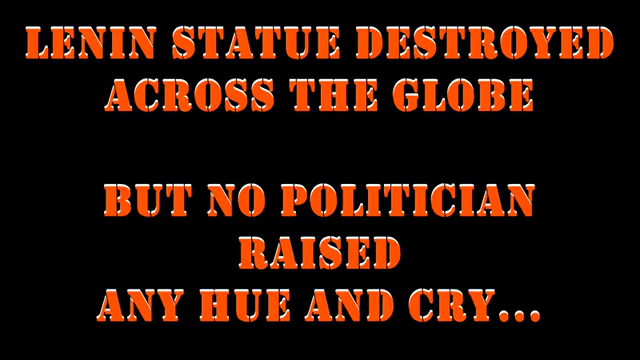 LENIN STATUE DESTROYED
ACROSS THE GLOBE
BUT NO POLITICIAN
RAISED
ANY HUE AND CRY...